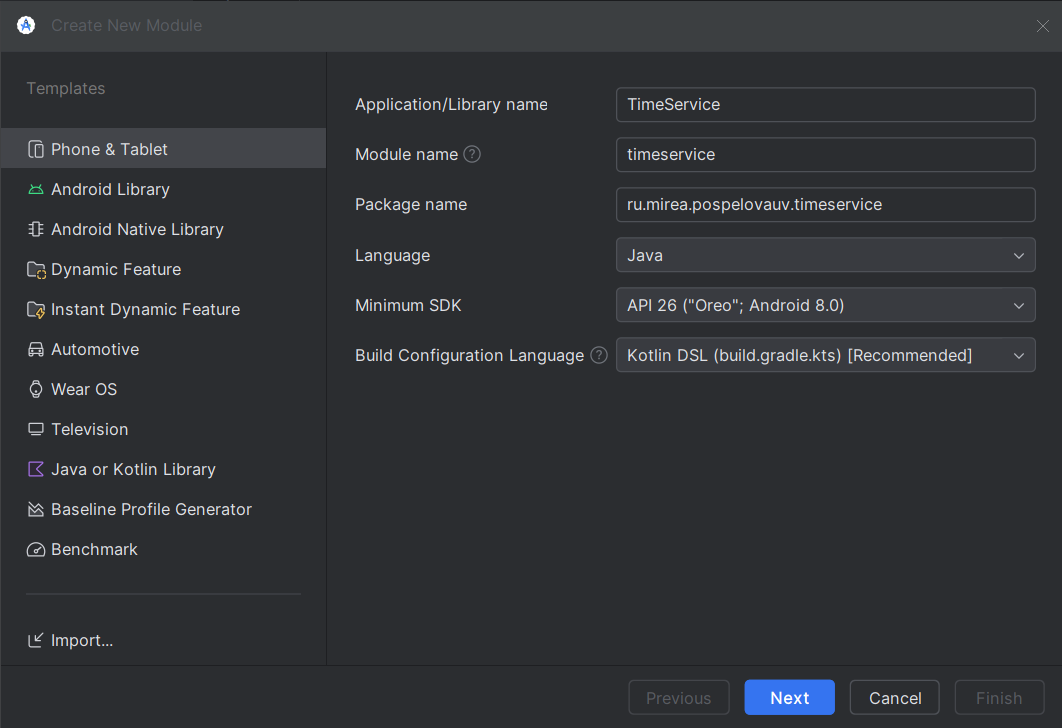 Create New Module
Templates
Phone & Tablet
Android Library
Android Native Library
Dynamic Feature
Instant Dynamic Feature
Automotive
Wear OS
Television
Java or Kotlin Library
Baseline Profile Generator
Benchmark
Import...
Application/Library name
TimeService
Module name ?
timeservice
Package name
ru.mirea.pospelovauv.timeservice
Language
Java
Minimum SDK
API 26 ("Oreo"; Android 8.0)
Build Configuration Language ?
Kotlin DSL (build.gradle.kts) [Recommended]
Previous
Next
Cancel
Finish